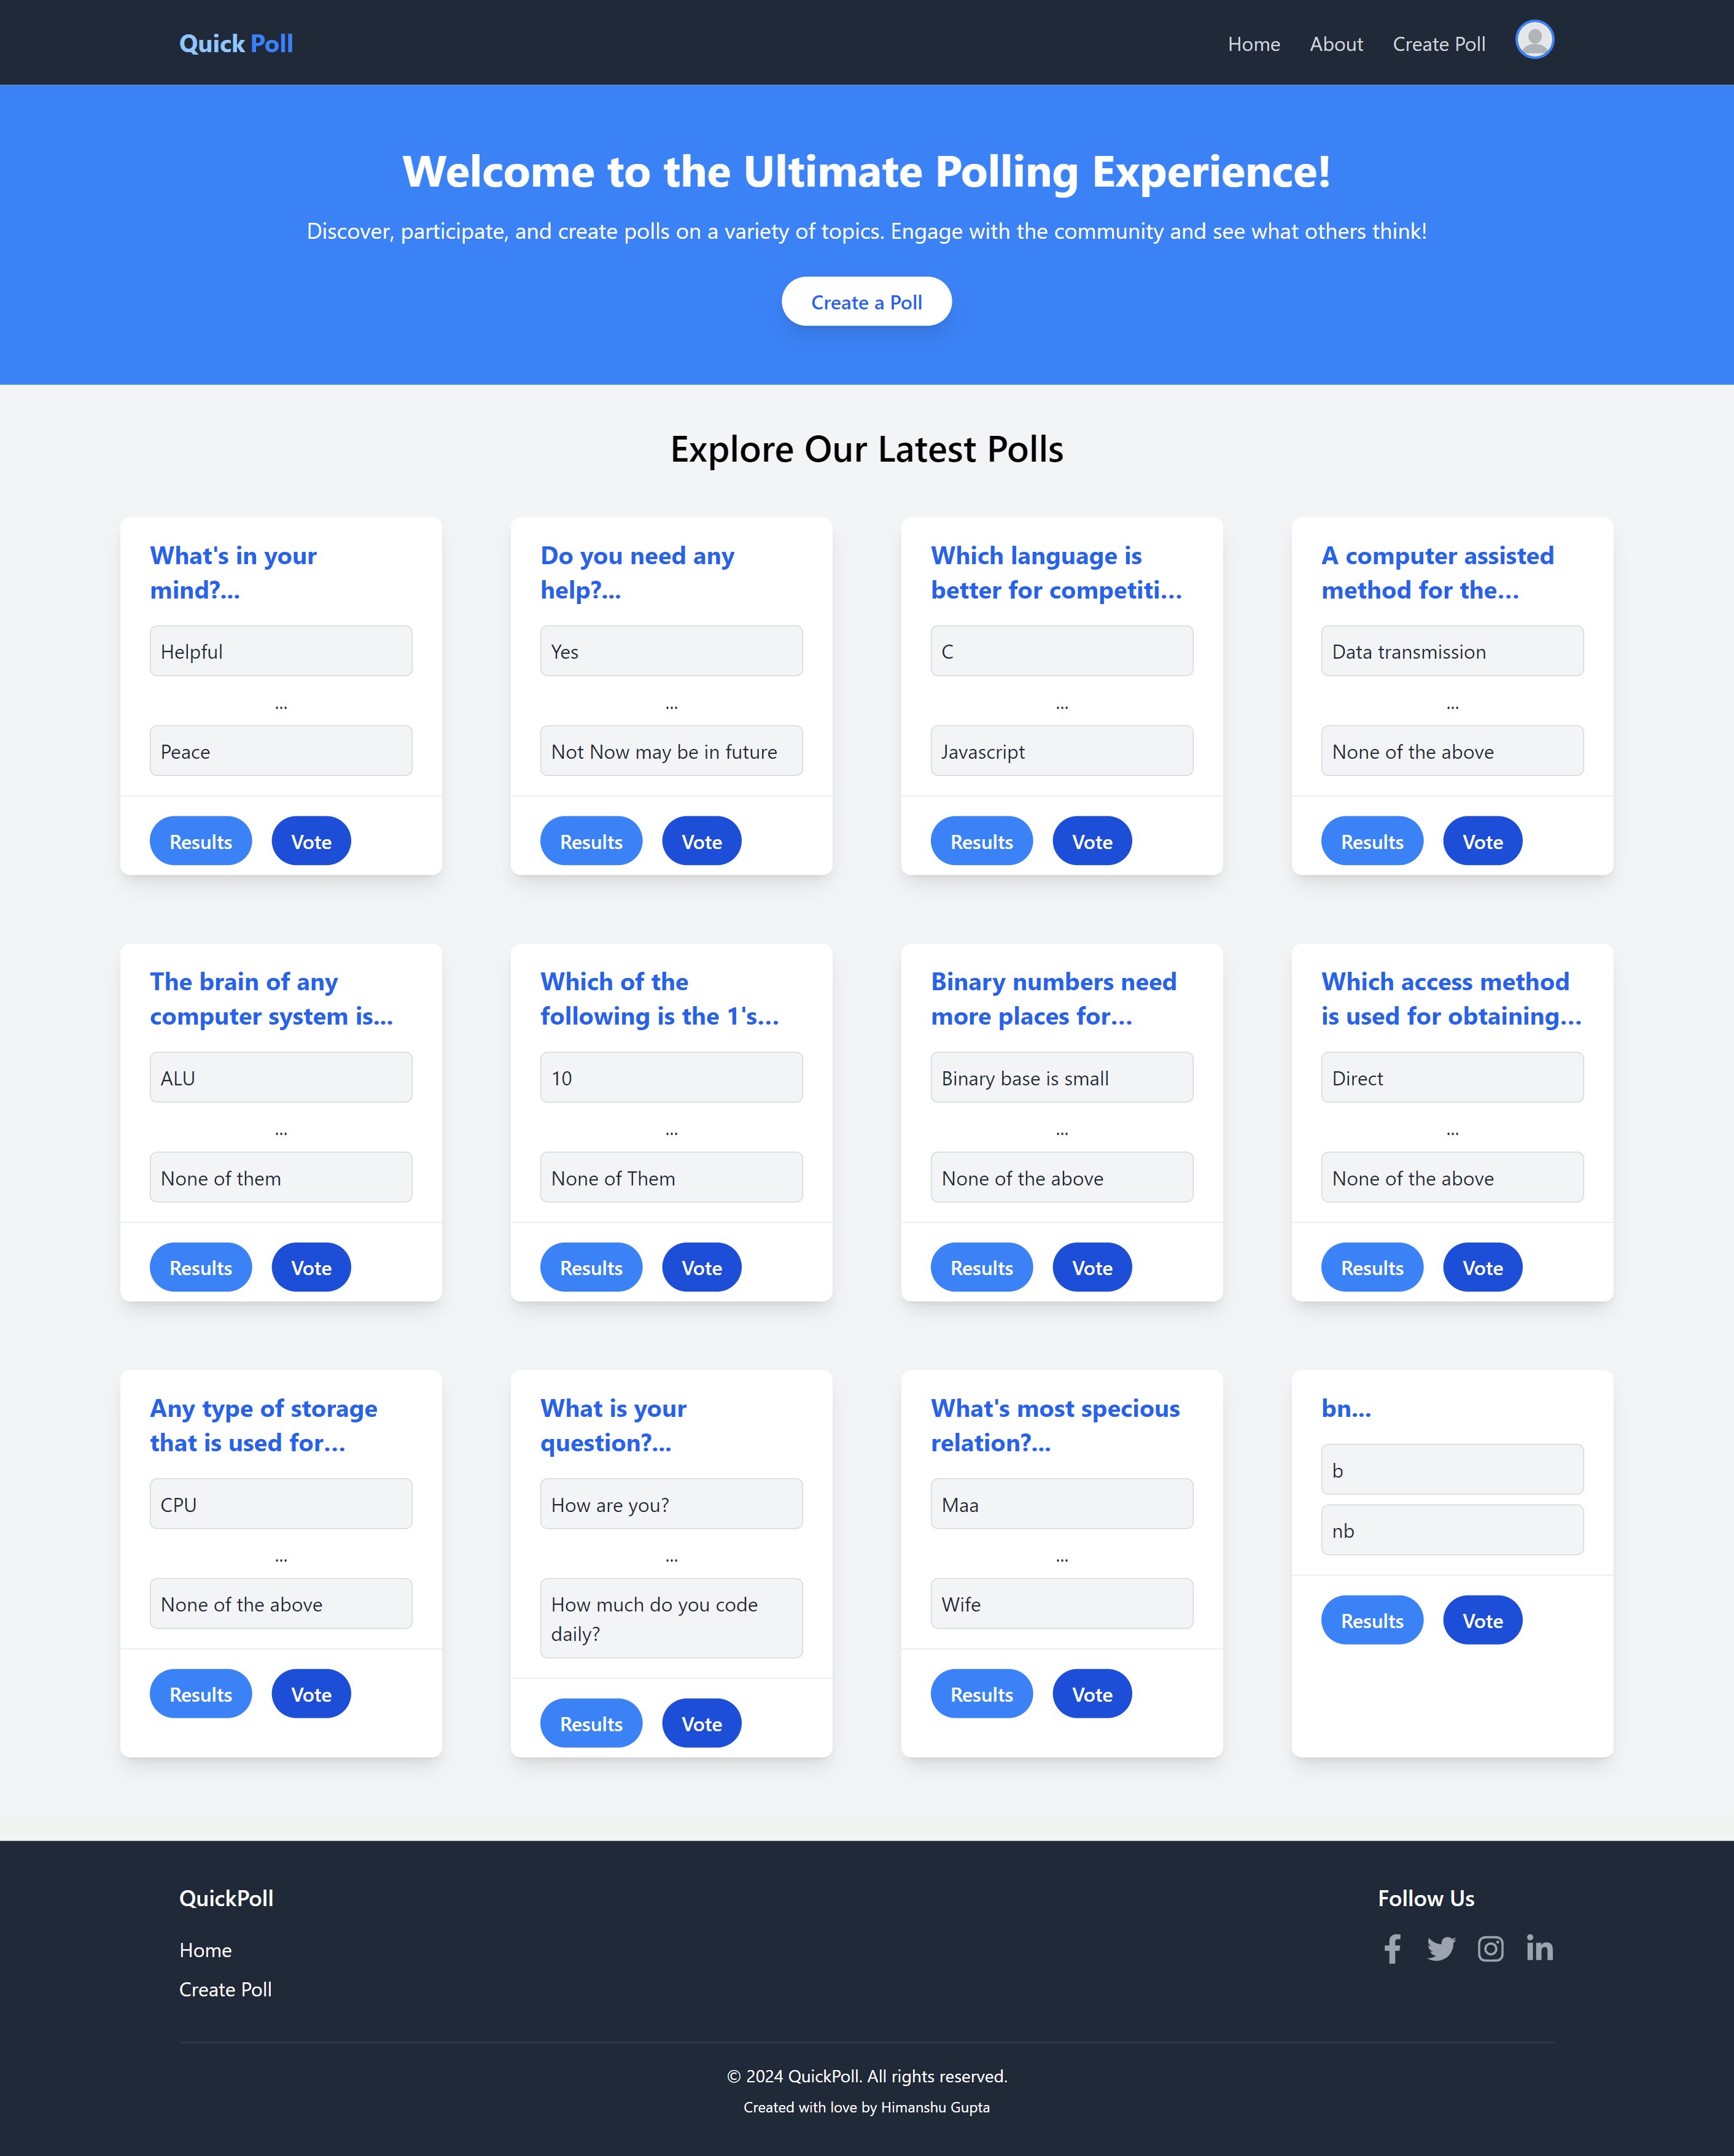 Quick Poll
Home About Create Poll
Welcome to the Ultimate Polling Experience!
Discover, participate, and create polls on a variety of topics. Engage with the community and see what others think!
Create a Poll
Explore Our Latest Polls
What's in your
mind?...
Helpful
...
Peace
Results Vote
Do you need any
help?...
Yes
...
Not Now may be in future
Results Vote
Which language is
better for competiti...
C
...
Javascript
Results Vote
A computer assisted
method for the...
Data transmission
...
None of the above
Results Vote
The brain of any
computer system is...
ALU
...
None of them
Results Vote
Which of the
following is the 1's...
10
...
None of Them
Results Vote
Binary numbers need
more places for...
Binary base is small
...
None of the above
Results Vote
Which access method
is used for obtaining...
Direct
...
None of the above
Results Vote
Any type of storage
that is used for...
CPU
...
None of the above
Results Vote
What is your
question?...
How are you?
...
How much do you code
daily?
Results Vote
What's most specious
relation?...
Maa
...
Wife
Results Vote
bn...
b
nb
Results Vote
QuickPoll
Home
Create Poll
Follow Us
© 2024 QuickPoll. All rights reserved.
Created with love by Himanshu Gupta